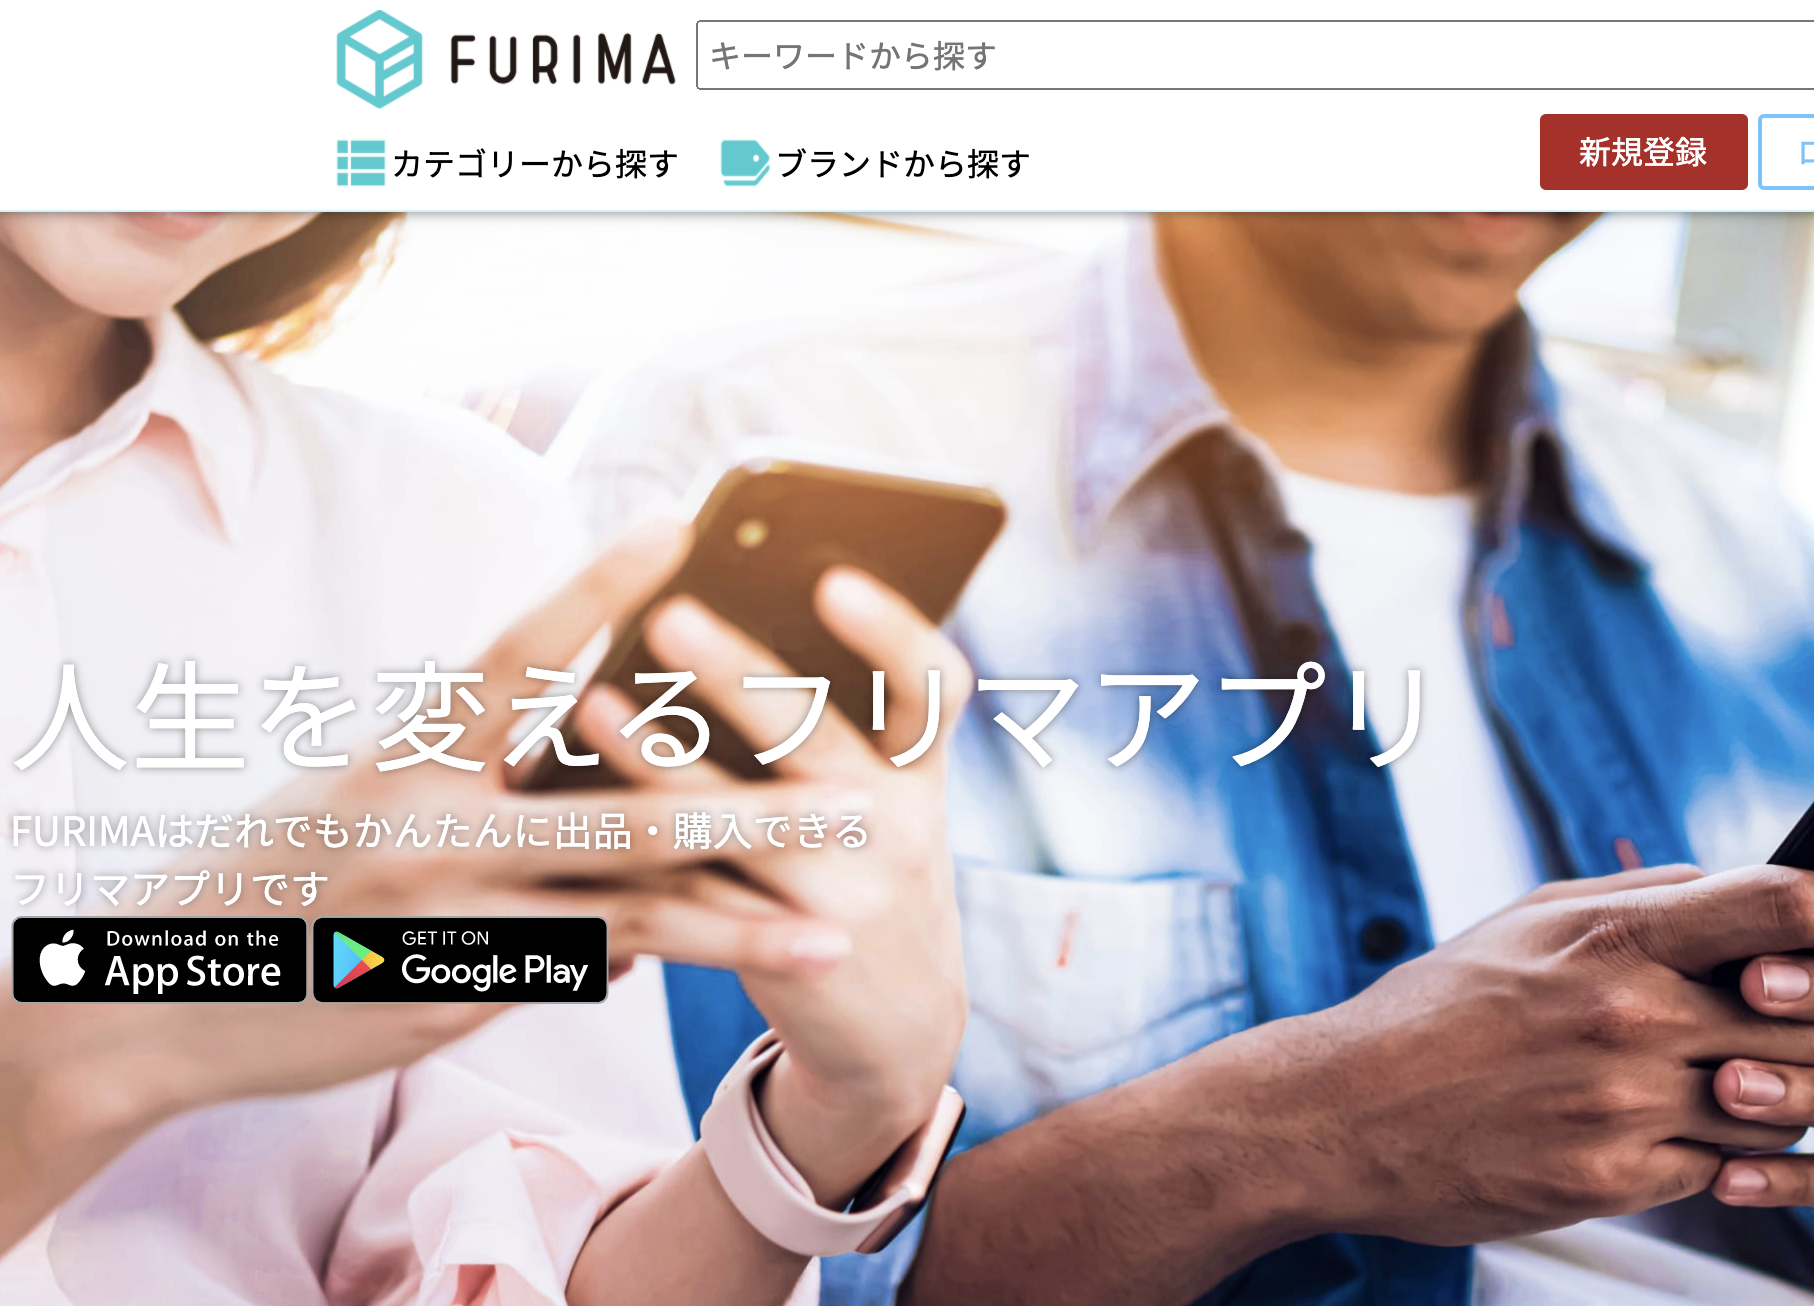 FURIMA
キーワードから探す
カテゴリーから探す
ブランドから探す
新規登録
人生を変えるフリマアプリ
FURIMAはだれでもかんたんに出品・購入できる
フリマアプリです
Download on the
App Store
GET IT ON
Google Play